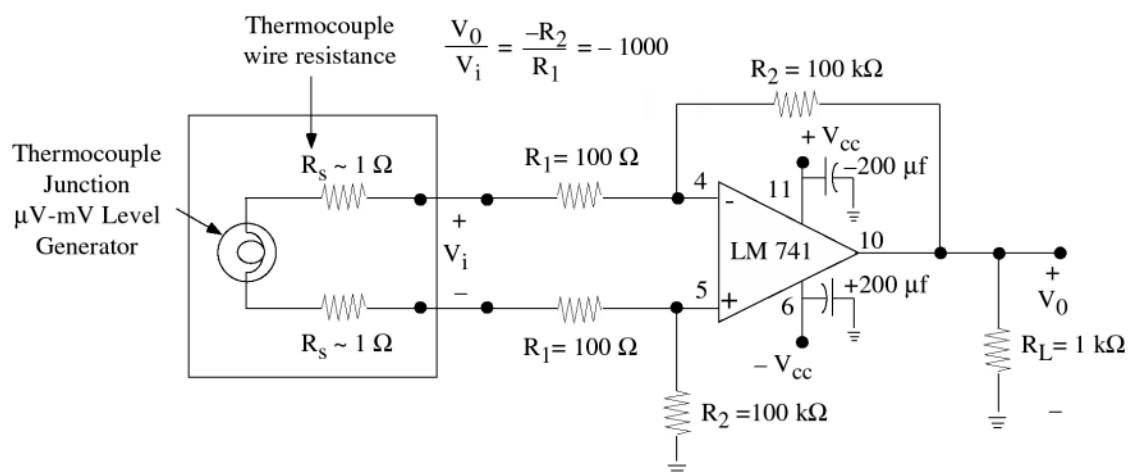 Thermocouple
wire resistance
V0/Vi = –R2/R1 = – 1000
R2 = 100 kΩ
+ Vcc
–200 µf
Thermocouple
Junction
µV-mV Level
Generator
Rs ~ 1 Ω
R1= 100 Ω
4
11
-
+
Vi
–
LM 741
10
5
+
6
+200 µf
+
V0
Rs ~ 1 Ω
R1= 100 Ω
– Vcc
RL= 1 kΩ
–
R2 =100 kΩ